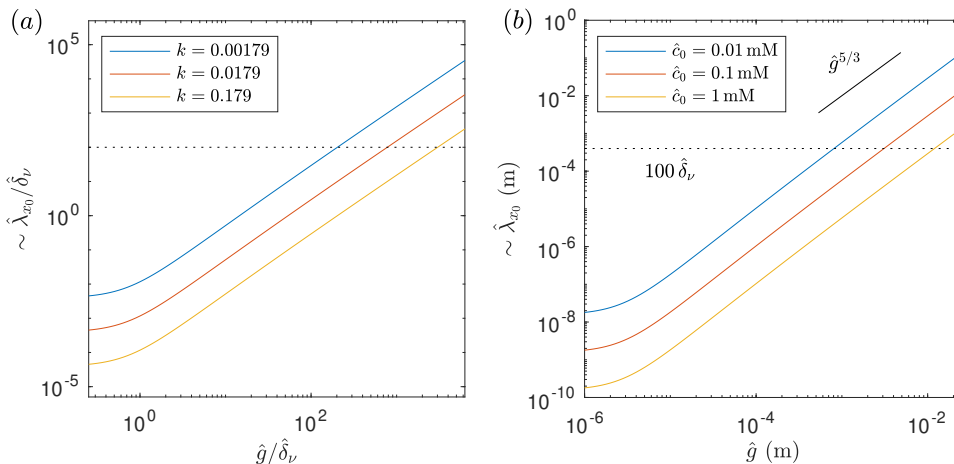 (a)
k = 0.00179
k = 0.0179
k = 0.179
10^5
10^0
10^-5
10^0
10^2
∼ λ̂_{x_0}/δ̂_ν
ĝ/δ̂_ν
(b)
ĉ_0 = 0.01 mM
ĉ_0 = 0.1 mM
ĉ_0 = 1 mM
ĝ^{5/3}
100 δ̂_ν
10^0
10^-2
10^-4
10^-6
10^-8
10^-10
10^-6
10^-4
10^-2
∼ λ̂_{x_0} (m)
ĝ (m)